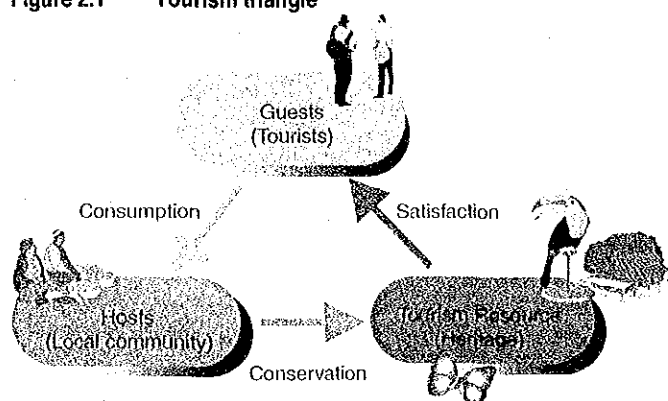 Figure 2.1 Tourism triangle
Guests
(Tourists)
Consumption
Satisfaction
Hosts
(Local community)
Tourism Resource
(Heritage)
Conservation